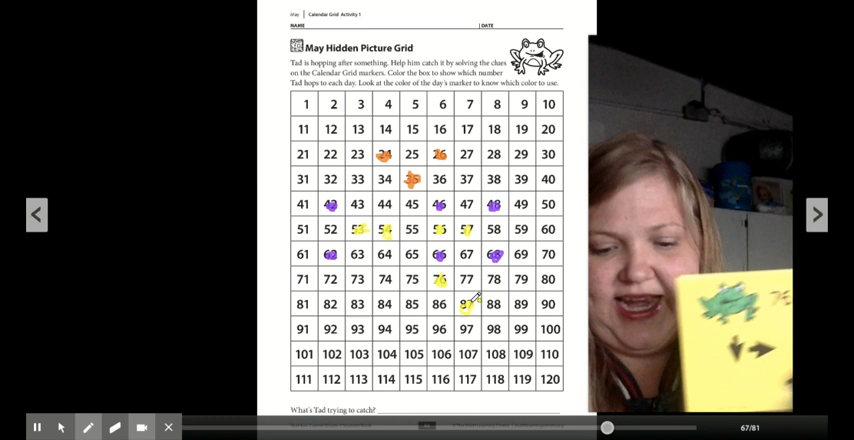 May | Calendar Grid Activity 1
NAME | DATE
May Hidden Picture Grid
Tad is hopping after something. Help him catch it by solving the clues
on the Calendar Grid markers. Color the box to show which number
Tad hops to each day. Look at the color of the day's marker to know which color to use.
1 2 3 4 5 6 7 8 9 10
11 12 13 14 15 16 17 18 19 20
21 22 23 24 25 26 27 28 29 30
31 32 33 34 35 36 37 38 39 40
41 42 43 44 45 46 47 48 49 50
51 52 53 54 55 56 57 58 59 60
61 62 63 64 65 66 67 68 69 70
71 72 73 74 75 76 77 78 79 80
81 82 83 84 85 86 87 88 89 90
91 92 93 94 95 96 97 98 99 100
101 102 103 104 105 106 107 108 109 110
111 112 113 114 115 116 117 118 119 120
What's Tad trying to catch?
67/81